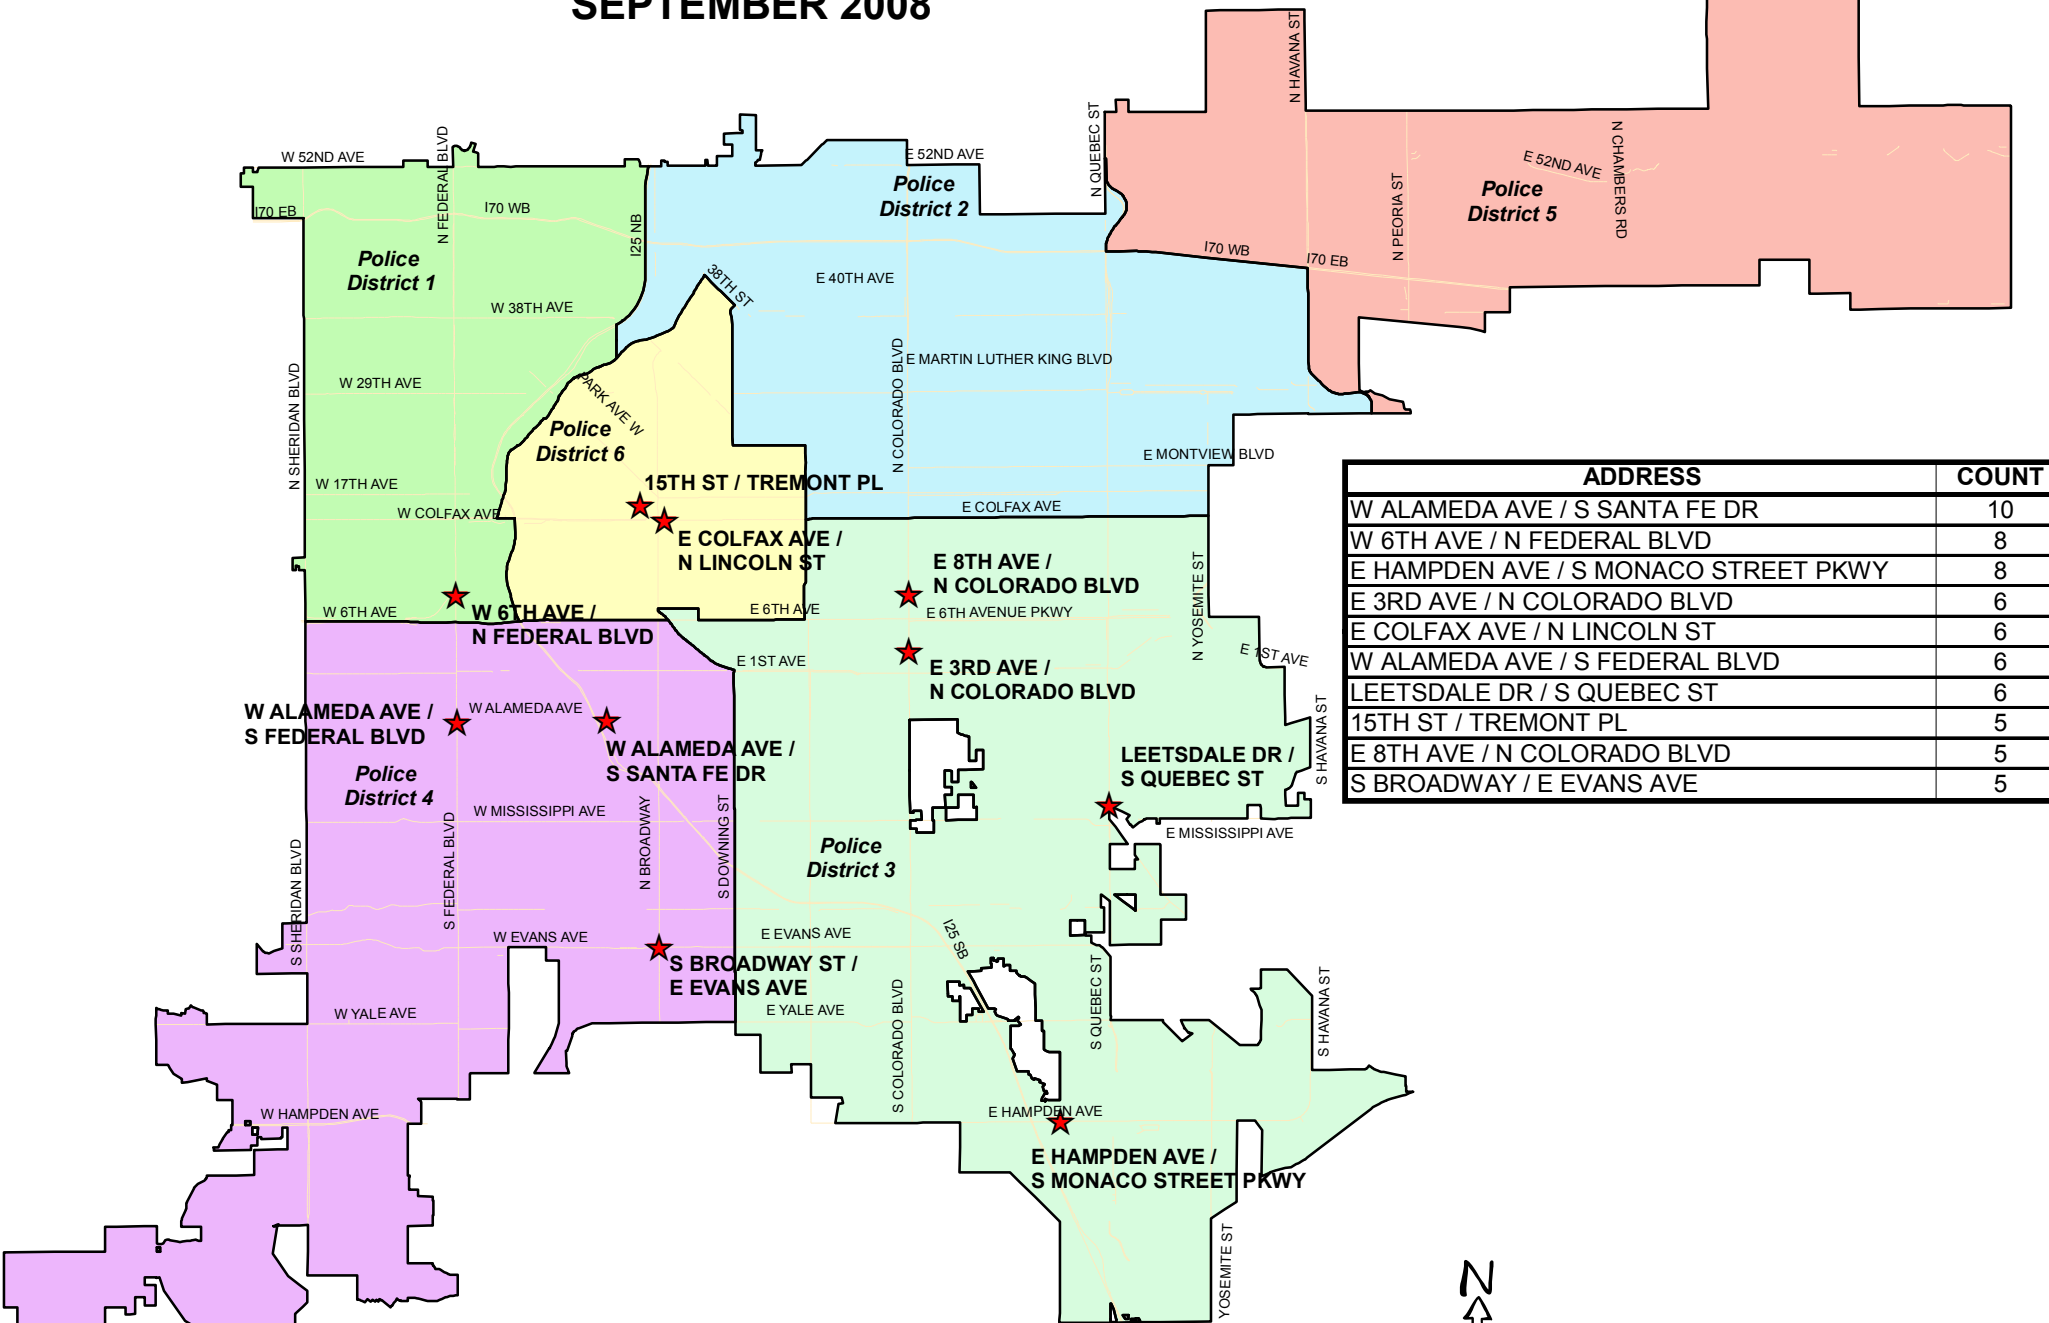 SEPTEMBER 2008
N HAVANA ST
N QUEBEC ST
N FEDERAL BLVD
W 52ND AVE
E 52ND AVE
N CHAMBERS RD
E 52ND AVE
Police
District 2
Police
District 5
N PEORIA ST
I70 EB
I70 WB
I25 NB
I70 WB
I70 EB
Police
District 1
38TH ST
E 40TH AVE
W 38TH AVE
N COLORADO BLVD
E MARTIN LUTHER KING BLVD
N SHERIDAN BLVD
W 29TH AVE
PARK AVE W
Police
District 6
E MONTVIEW BLVD
W 17TH AVE
15TH ST / TREMONT PL
W COLFAX AVE
E COLFAX AVE
E COLFAX AVE /
N LINCOLN ST
E 8TH AVE /
N COLORADO BLVD
N YOSEMITE ST
W 6TH AVE
W 6TH AVE /
N FEDERAL BLVD
E 6TH AVE
E 6TH AVENUE PKWY
E 1ST AVE
E 3RD AVE /
N COLORADO BLVD
E 1ST AVE
W ALAMEDA AVE /
S FEDERAL BLVD
W ALAMEDA AVE
W ALAMEDA AVE /
S SANTA FE DR
LEETSDALE DR /
S QUEBEC ST
S HAVANA ST
Police
District 4
W MISSISSIPPI AVE
N BROADWAY
S DOWNING ST
E MISSISSIPPI AVE
Police
District 3
S SHERIDAN BLVD
S FEDERAL BLVD
W EVANS AVE
E EVANS AVE
I25 SB
S BROADWAY ST /
E EVANS AVE
W YALE AVE
E YALE AVE
S COLORADO BLVD
S QUEBEC ST
S HAVANA ST
W HAMPDEN AVE
E HAMPDEN AVE
E HAMPDEN AVE /
S MONACO STREET PKWY
YOSEMITE ST
N
ADDRESS COUNT
W ALAMEDA AVE / S SANTA FE DR 10
W 6TH AVE / N FEDERAL BLVD 8
E HAMPDEN AVE / S MONACO STREET PKWY 8
E 3RD AVE / N COLORADO BLVD 6
E COLFAX AVE / N LINCOLN ST 6
W ALAMEDA AVE / S FEDERAL BLVD 6
LEETSDALE DR / S QUEBEC ST 6
15TH ST / TREMONT PL 5
E 8TH AVE / N COLORADO BLVD 5
S BROADWAY / E EVANS AVE 5